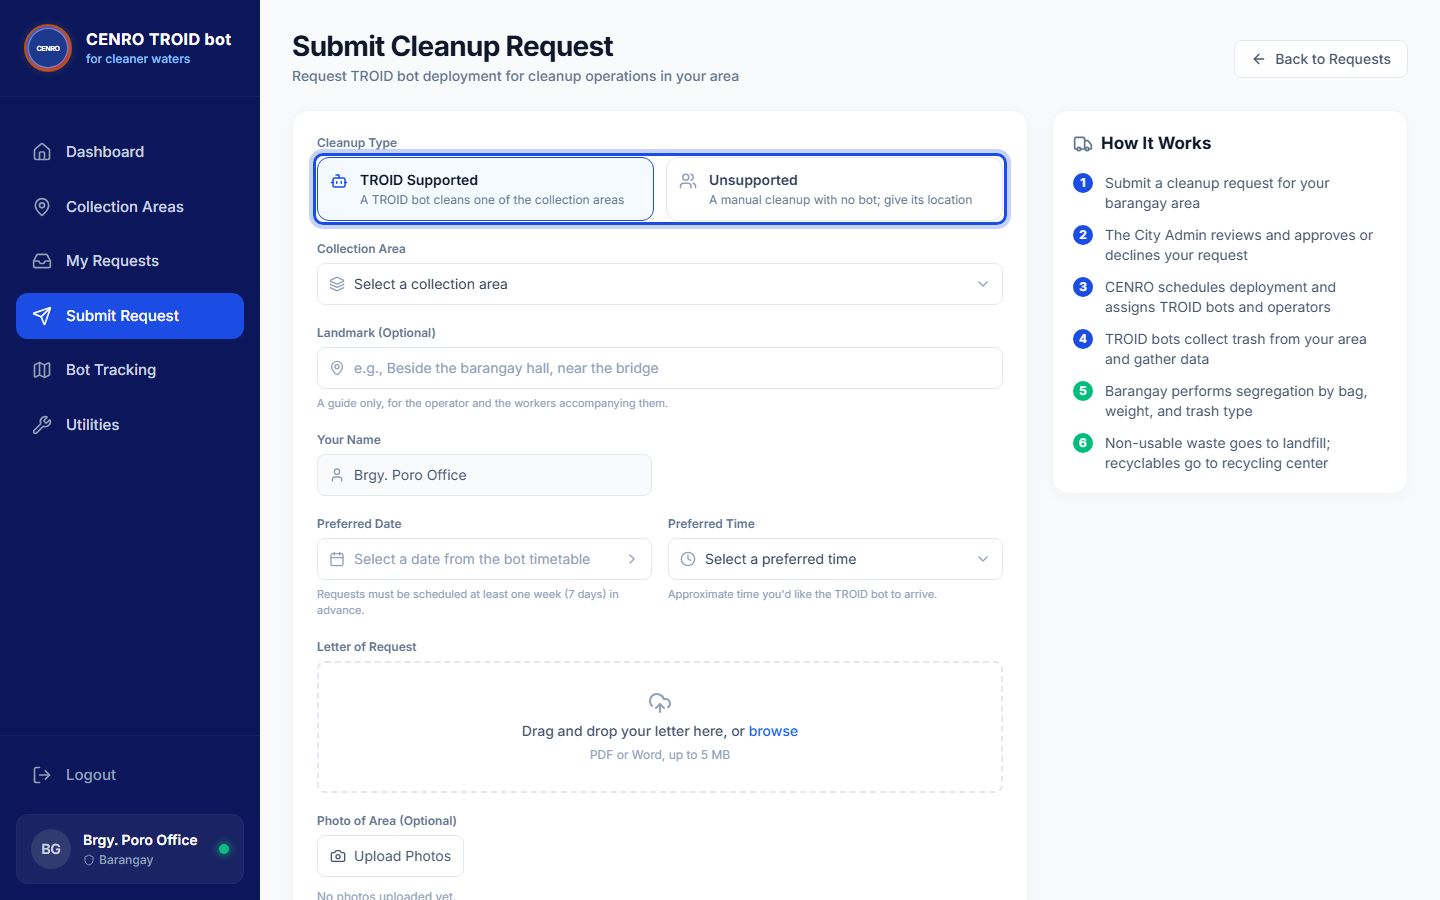 CENRO
CENRO TROID bot
for cleaner waters
Dashboard
Collection Areas
My Requests
Submit Request
Bot Tracking
Utilities
Logout
BG
Brgy. Poro Office
Barangay
Submit Cleanup Request
Request TROID bot deployment for cleanup operations in your area
Back to Requests
Cleanup Type
TROID Supported
A TROID bot cleans one of the collection areas
Unsupported
A manual cleanup with no bot; give its location
Collection Area
Select a collection area
Landmark (Optional)
e.g., Beside the barangay hall, near the bridge
A guide only, for the operator and the workers accompanying them.
Your Name
Brgy. Poro Office
Preferred Date
Select a date from the bot timetable
Requests must be scheduled at least one week (7 days) in
advance.
Preferred Time
Select a preferred time
Approximate time you'd like the TROID bot to arrive.
Letter of Request
Drag and drop your letter here, or browse
PDF or Word, up to 5 MB
Photo of Area (Optional)
Upload Photos
No photos uploaded yet.
How It Works
1 Submit a cleanup request for your
barangay area
2 The City Admin reviews and approves or
declines your request
3 CENRO schedules deployment and
assigns TROID bots and operators
4 TROID bots collect trash from your area
and gather data
5 Barangay performs segregation by bag,
weight, and trash type
6 Non-usable waste goes to landfill;
recyclables go to recycling center